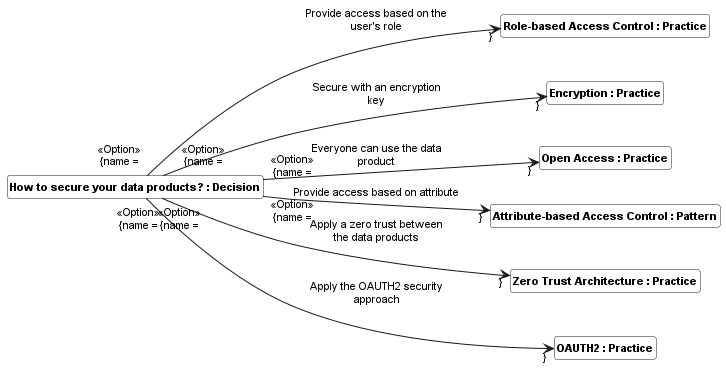 Provide access based on the
user's role
}
Role-based Access Control : Practice
Secure with an encryption
key
}
Encryption : Practice
«Option»
{name =
«Option»
{name =
Everyone can use the data
product
«Option»
{name =
}
Open Access : Practice
How to secure your data products? : Decision
Provide access based on attribute
«Option»
{name =
}
Attribute-based Access Control : Pattern
«Option»
{name =
«Option»
{name =
Apply a zero trust between
the data products
}
Zero Trust Architecture : Practice
Apply the OAUTH2 security
approach
}
OAUTH2 : Practice